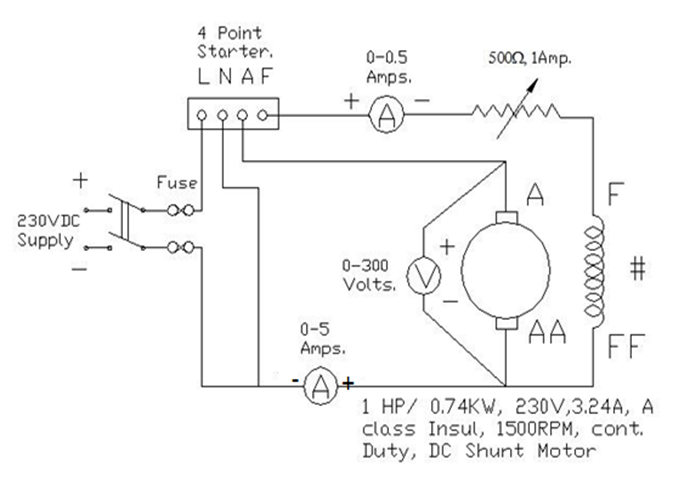 4 Point
Starter.
L N A F
0-0.5
Amps.
500Ω, 1Amp.
+ A -
+
Fuse
230VDC
Supply
-
A
F
0-300
Volts.
+
V
-
#
AA
FF
0-5
Amps.
- A +
1 HP/ 0.74KW, 230V,3.24A, A
class Insul, 1500RPM, cont.
Duty, DC Shunt Motor